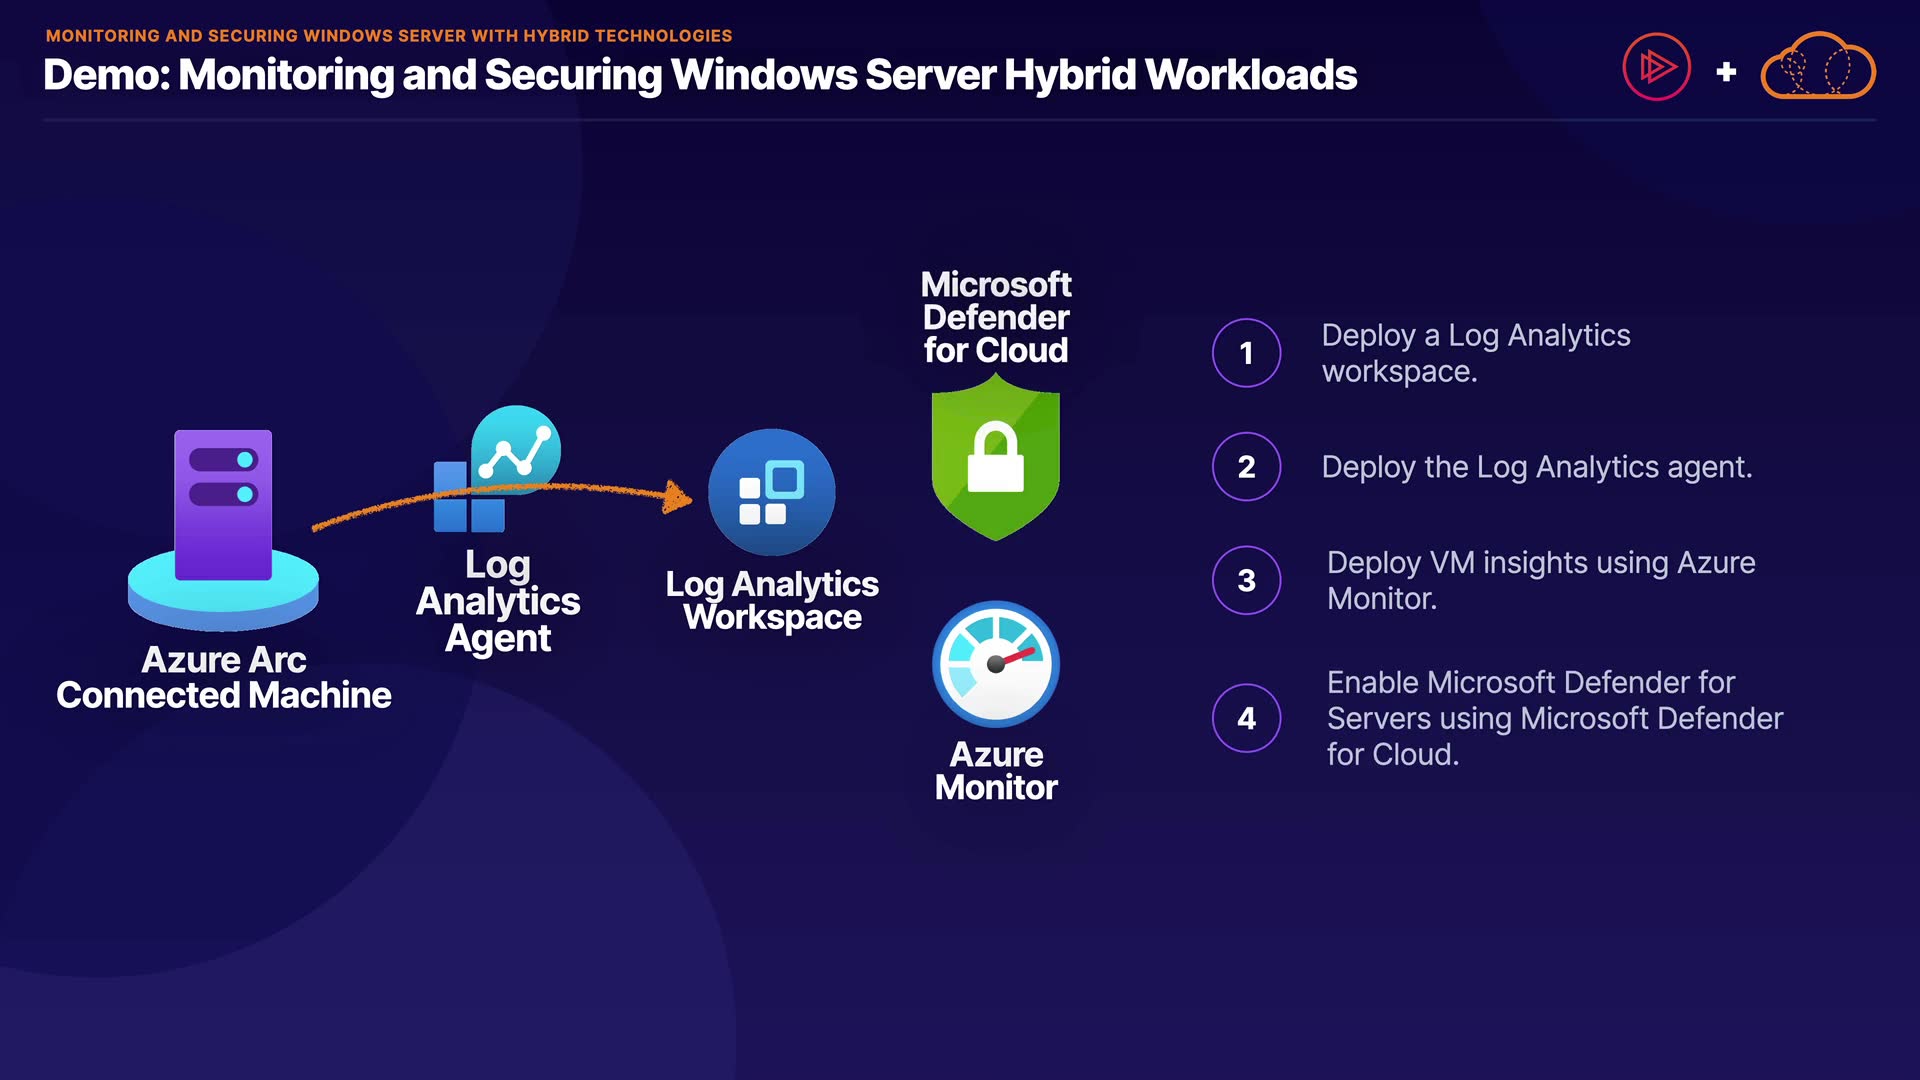 MONITORING AND SECURING WINDOWS SERVER WITH HYBRID TECHNOLOGIES
Demo: Monitoring and Securing Windows Server Hybrid Workloads
+
Azure Arc
Connected Machine
Log
Analytics
Agent
Log Analytics
Workspace
Microsoft
Defender
for Cloud
Azure
Monitor
1
Deploy a Log Analytics
workspace.
2
Deploy the Log Analytics agent.
3
Deploy VM insights using Azure
Monitor.
4
Enable Microsoft Defender for
Servers using Microsoft Defender
for Cloud.